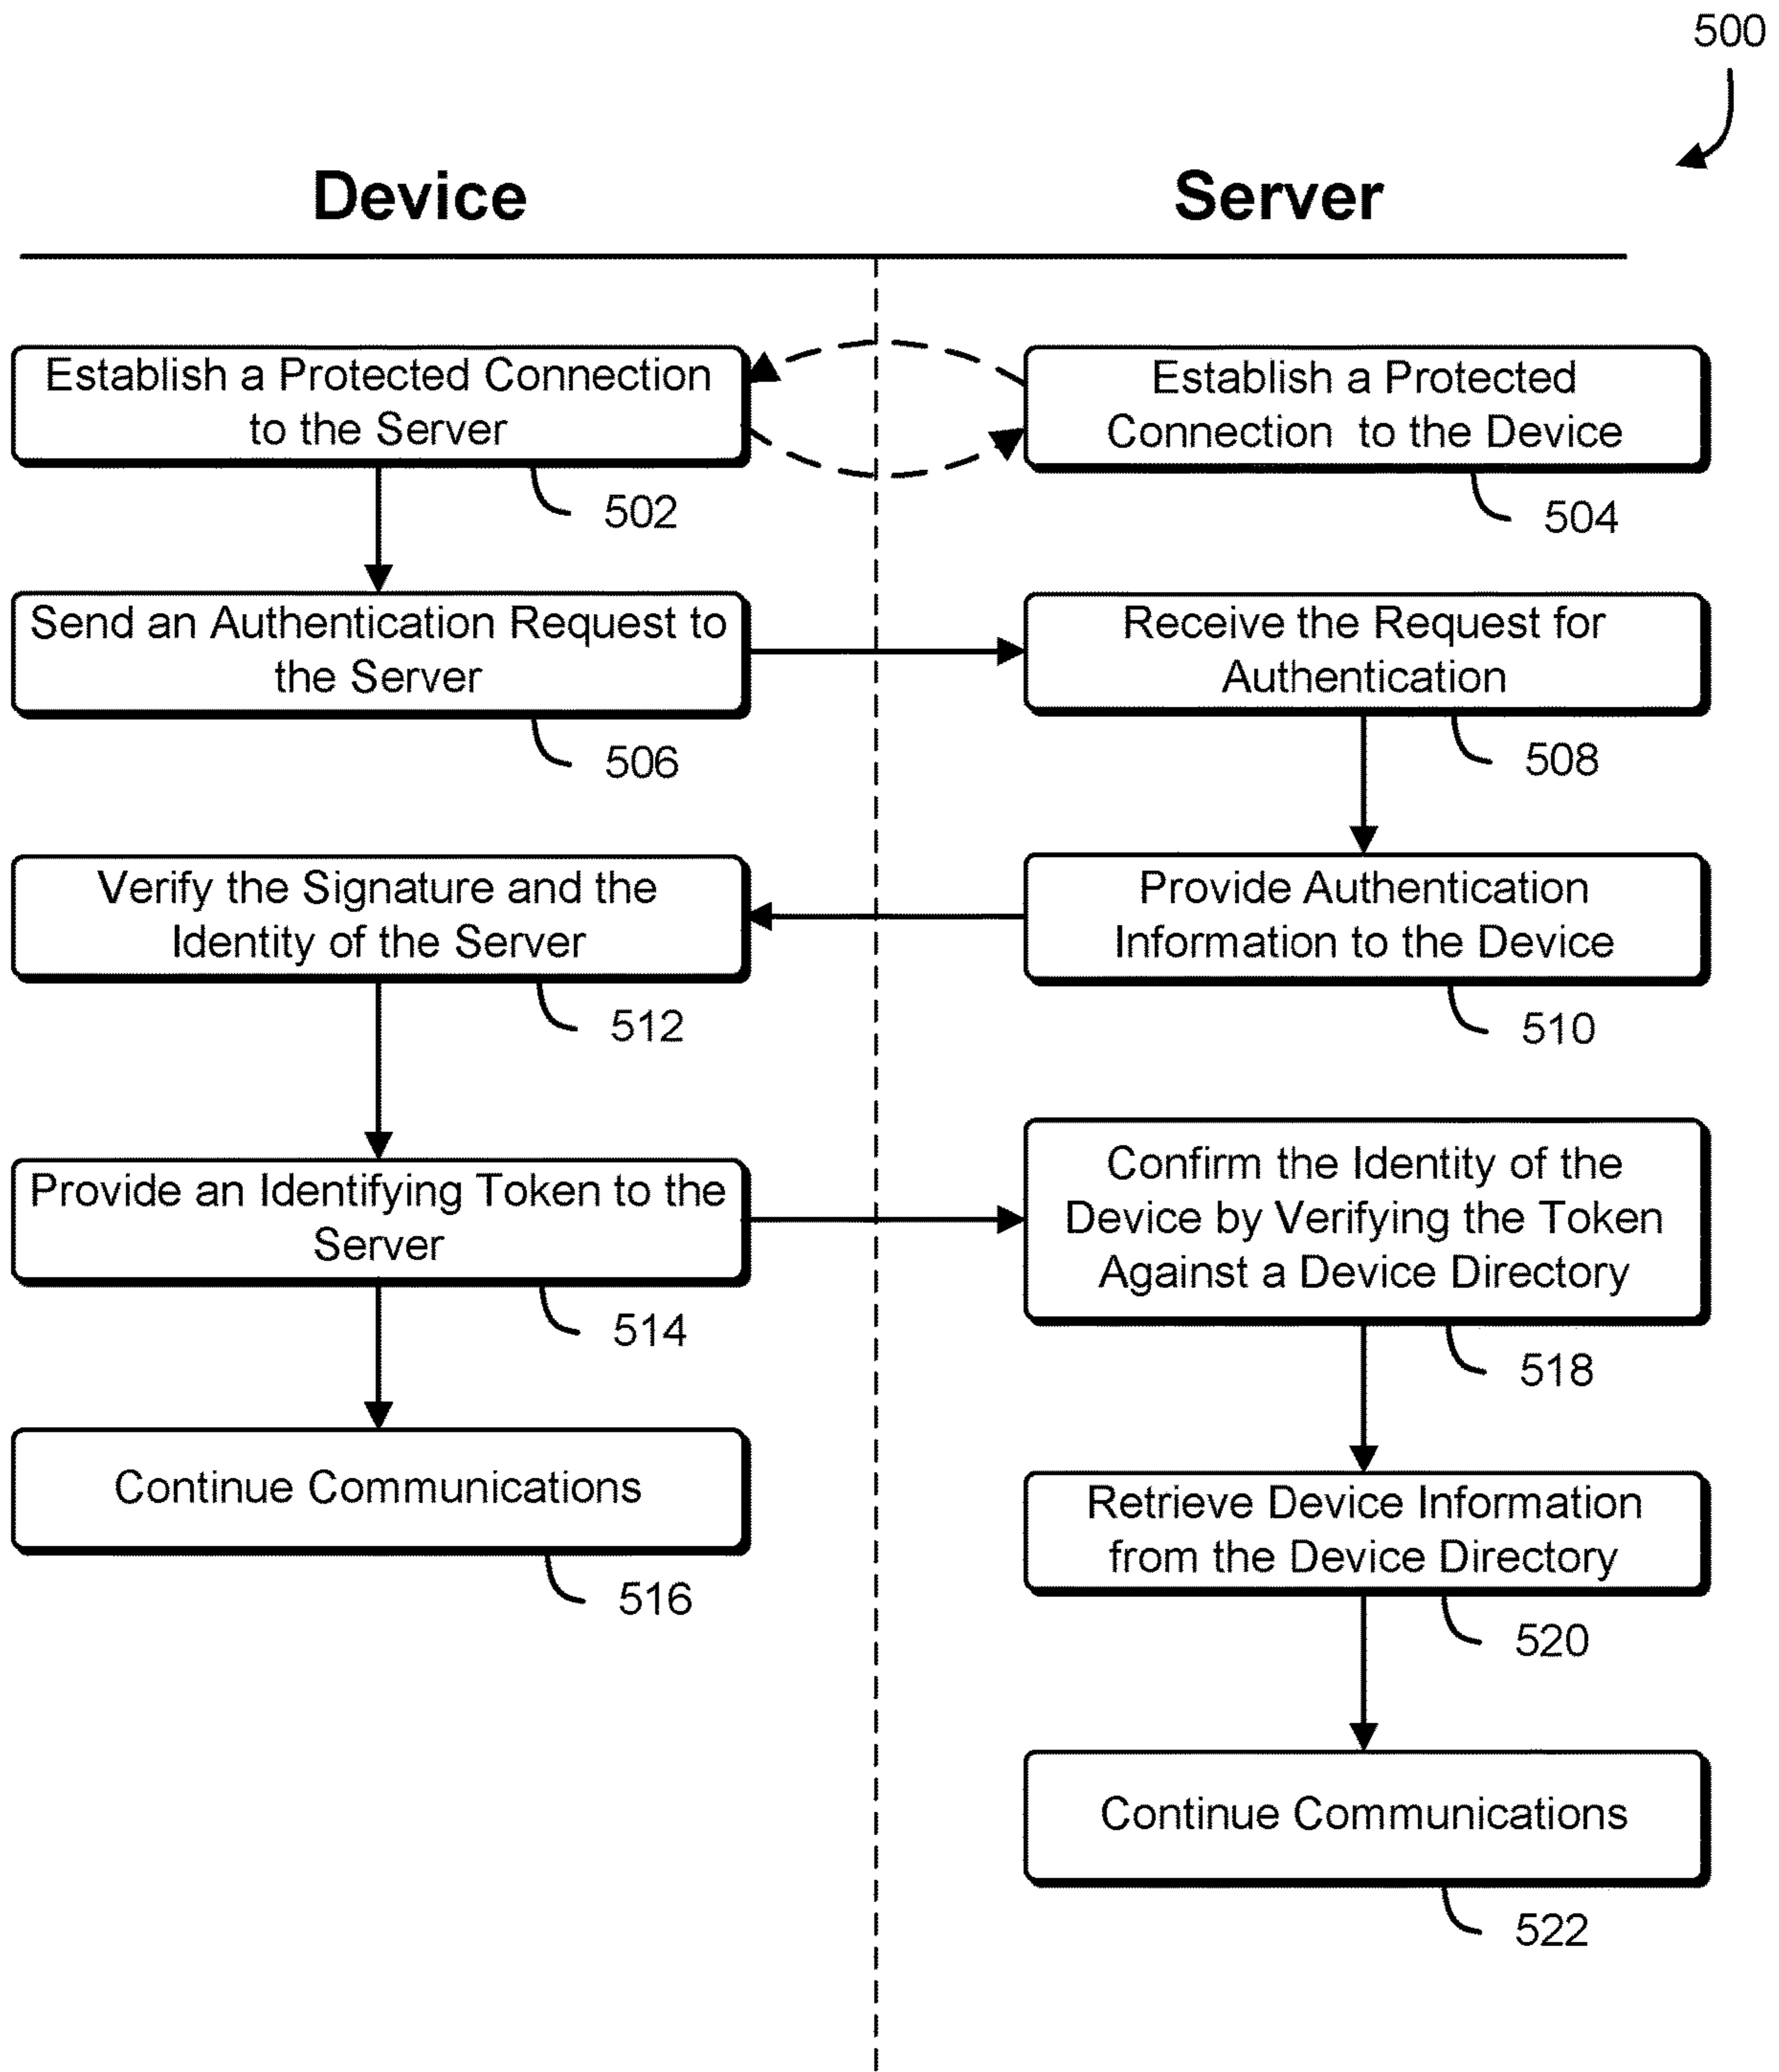 500
Device
Server
Establish a Protected Connection
to the Server
502
Establish a Protected
Connection to the Device
504
Send an Authentication Request to
the Server
506
Receive the Request for
Authentication
508
Verify the Signature and the
Identity of the Server
512
Provide Authentication
Information to the Device
510
Provide an Identifying Token to the
Server
514
Confirm the Identity of the
Device by Verifying the Token
Against a Device Directory
518
Continue Communications
516
Retrieve Device Information
from the Device Directory
520
Continue Communications
522